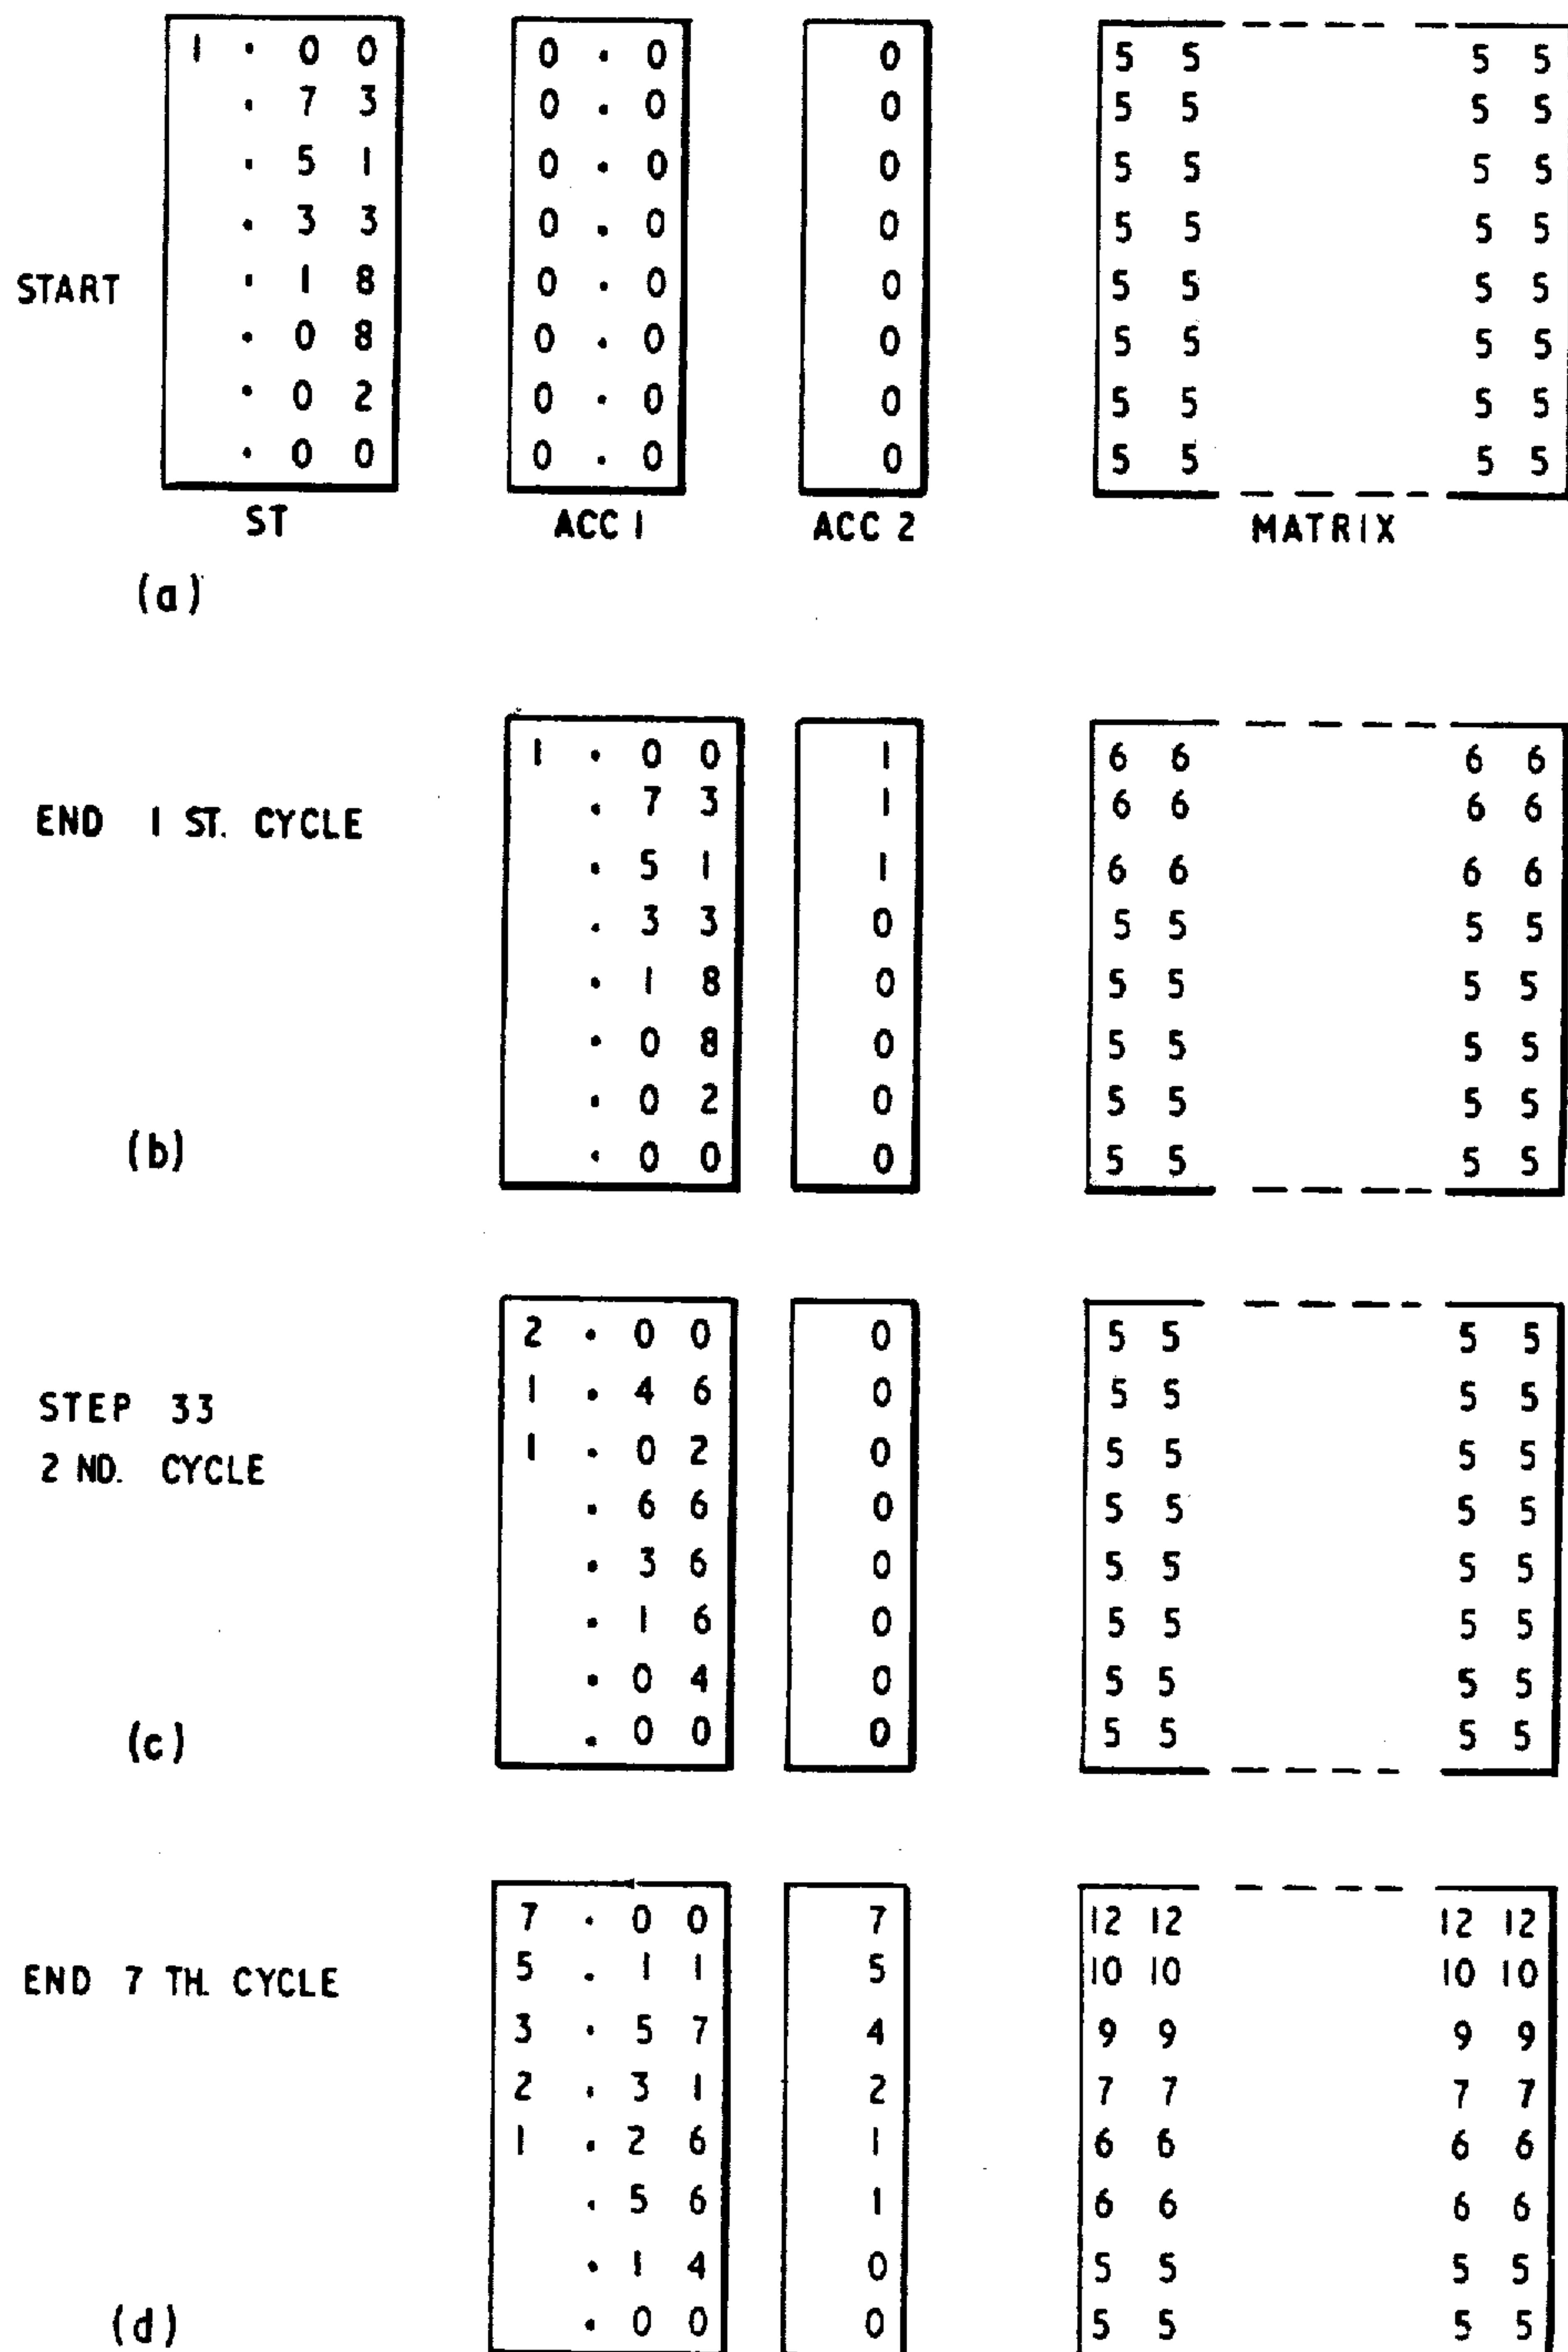 1 . 0 0 0 . 0 0 5 5 5 5
. 7 3 0 . 0 0 5 5 5 5
. 5 1 0 . 0 0 5 5 5 5
. 3 3 0 . 0 0 5 5 5 5
START . 1 8 0 . 0 0 5 5 5 5
. 0 8 0 . 0 0 5 5 5 5
. 0 2 0 . 0 0 5 5 5 5
. 0 0 0 . 0 0 5 5 5 5
ST ACC 1 ACC 2 MATRIX
(a)
1 . 0 0 1 6 6 6 6
END 1 ST. CYCLE . 7 3 1 6 6 6 6
. 5 1 1 6 6 6 6
. 3 3 0 5 5 5 5
. 1 8 0 5 5 5 5
. 0 8 0 5 5 5 5
. 0 2 0 5 5 5 5
(b) . 0 0 0 5 5 5 5
2 . 0 0 0 5 5 5 5
STEP 33 1 . 4 6 0 5 5 5 5
2 ND. CYCLE 1 . 0 2 0 5 5 5 5
. 6 6 0 5 5 5 5
. 3 6 0 5 5 5 5
. 1 6 0 5 5 5 5
. 0 4 0 5 5 5 5
(c) . 0 0 0 5 5 5 5
7 . 0 0 7 12 12 12 12
END 7 TH. CYCLE 5 . 1 1 5 10 10 10 10
3 . 5 7 4 9 9 9 9
2 . 3 1 2 7 7 7 7
1 . 2 6 1 6 6 6 6
. 5 6 1 6 6 6 6
. 1 4 0 5 5 5 5
(d) . 0 0 0 5 5 5 5